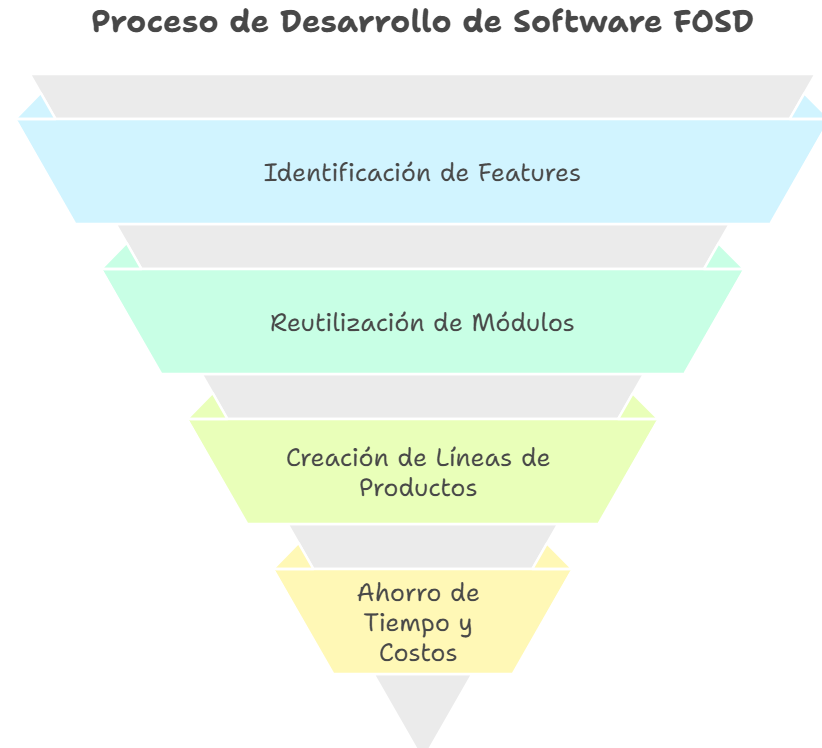 Proceso de Desarrollo de Software FOSD
Identificación de Features
Reutilización de Módulos
Creación de Líneas de
Productos
Ahorro de
Tiempo y
Costos